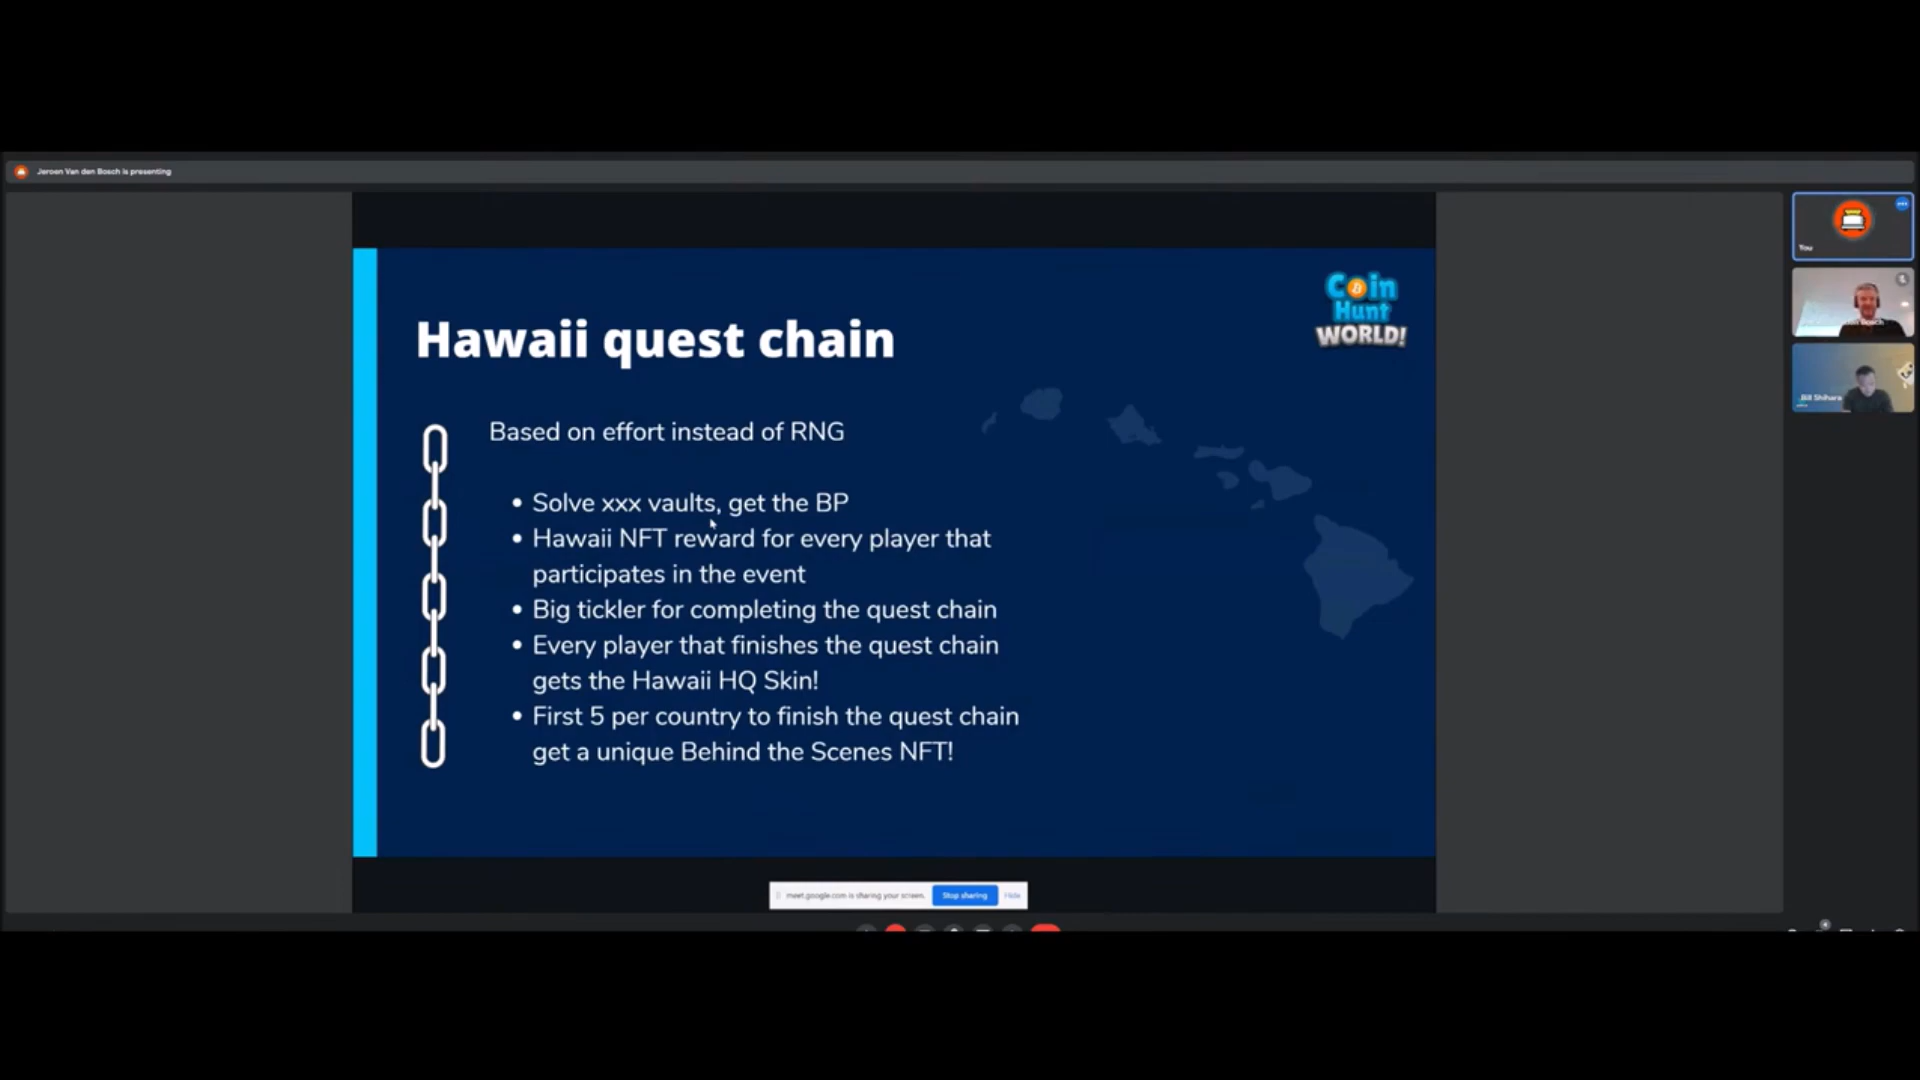 Jeroen Van den Bosch is presenting
Coin
Hunt
WORLD!
Hawaii quest chain
Based on effort instead of RNG
• Solve xxx vaults, get the BP
• Hawaii NFT reward for every player that
participates in the event
• Big tickler for completing the quest chain
• Every player that finishes the quest chain
gets the Hawaii HQ Skin!
• First 5 per country to finish the quest chain
get a unique Behind the Scenes NFT!
You
Bosch
Bill Shihara
meet.google.com is sharing your screen. Stop sharing Hide